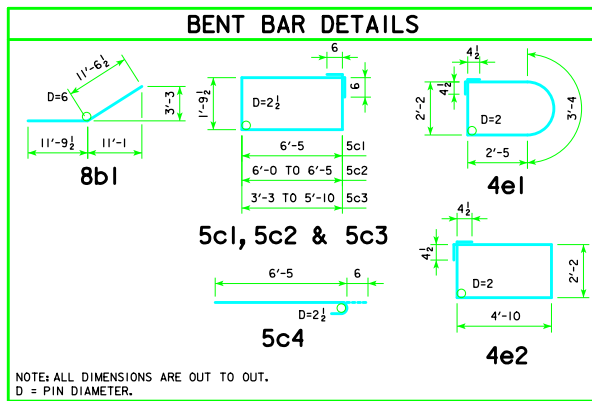 BENT BAR DETAILS
11'-6½
D=6
3'-3
11'-9½
11'-1
8b1
6
6
1'-9½
D=2½
6'-5 5c1
6'-0 TO 6'-5 5c2
3'-3 TO 5'-10 5c3
5c1, 5c2 & 5c3
4½
4½
2'-2
D=2
3'-4
2'-5
4e1
6'-5
6
D=2½
5c4
4½
4½
D=2
2'-2
4'-10
4e2
NOTE: ALL DIMENSIONS ARE OUT TO OUT.
D = PIN DIAMETER.